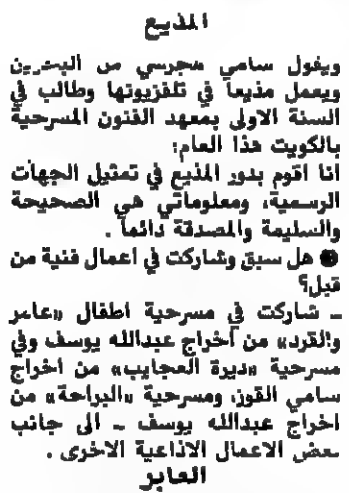 المذيع
ويقول سامي مجرسي من البحرين
ويعمل مذيعا في تلفزيونها وطالب في
السنة الاولى بمعهد الفنون المسرحية
بالكويت هذا العام:
انا اقوم بدور المذيع في تمثيل الجهات
الرسمية، ومعلوماتي هي الصحيحة
والسليمة والمصدقة دائما .
● هل سبق وشاركت في اعمال فنية من
قبل؟
ـ شاركت في مسرحية اطفال «عامر
والقرد» من اخراج عبدالله يوسف وفي
مسرحية «ديرة العجايب» من اخراج
سامي القوز، ومسرحية «البراحة» من
اخراج عبدالله يوسف ـ الى جانب
بعض الاعمال الاذاعية الاخرى .
العابر